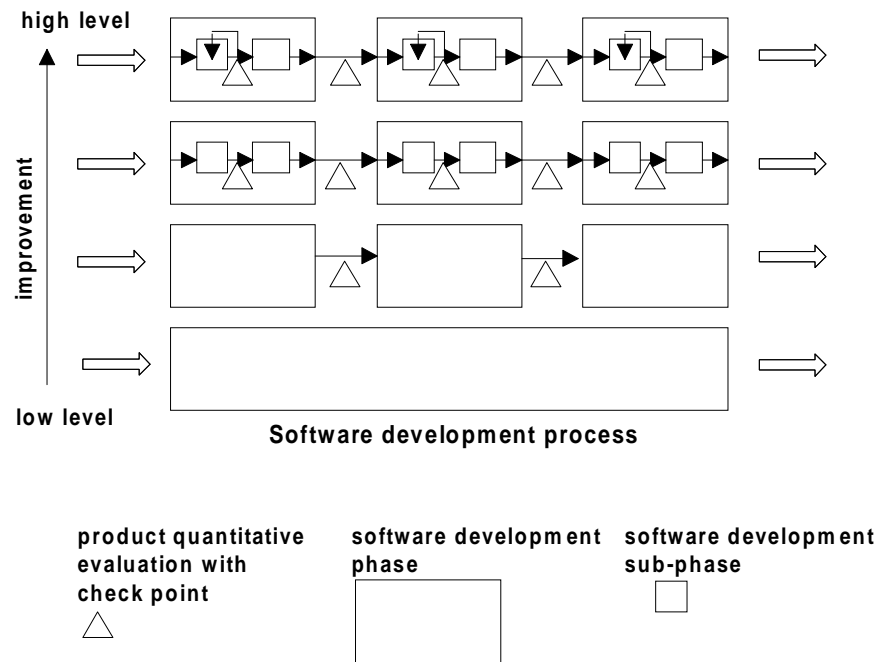 high level
improvement
low level
Software development process
product quantitative
evaluation with
check point
software development
phase
software development
sub-phase